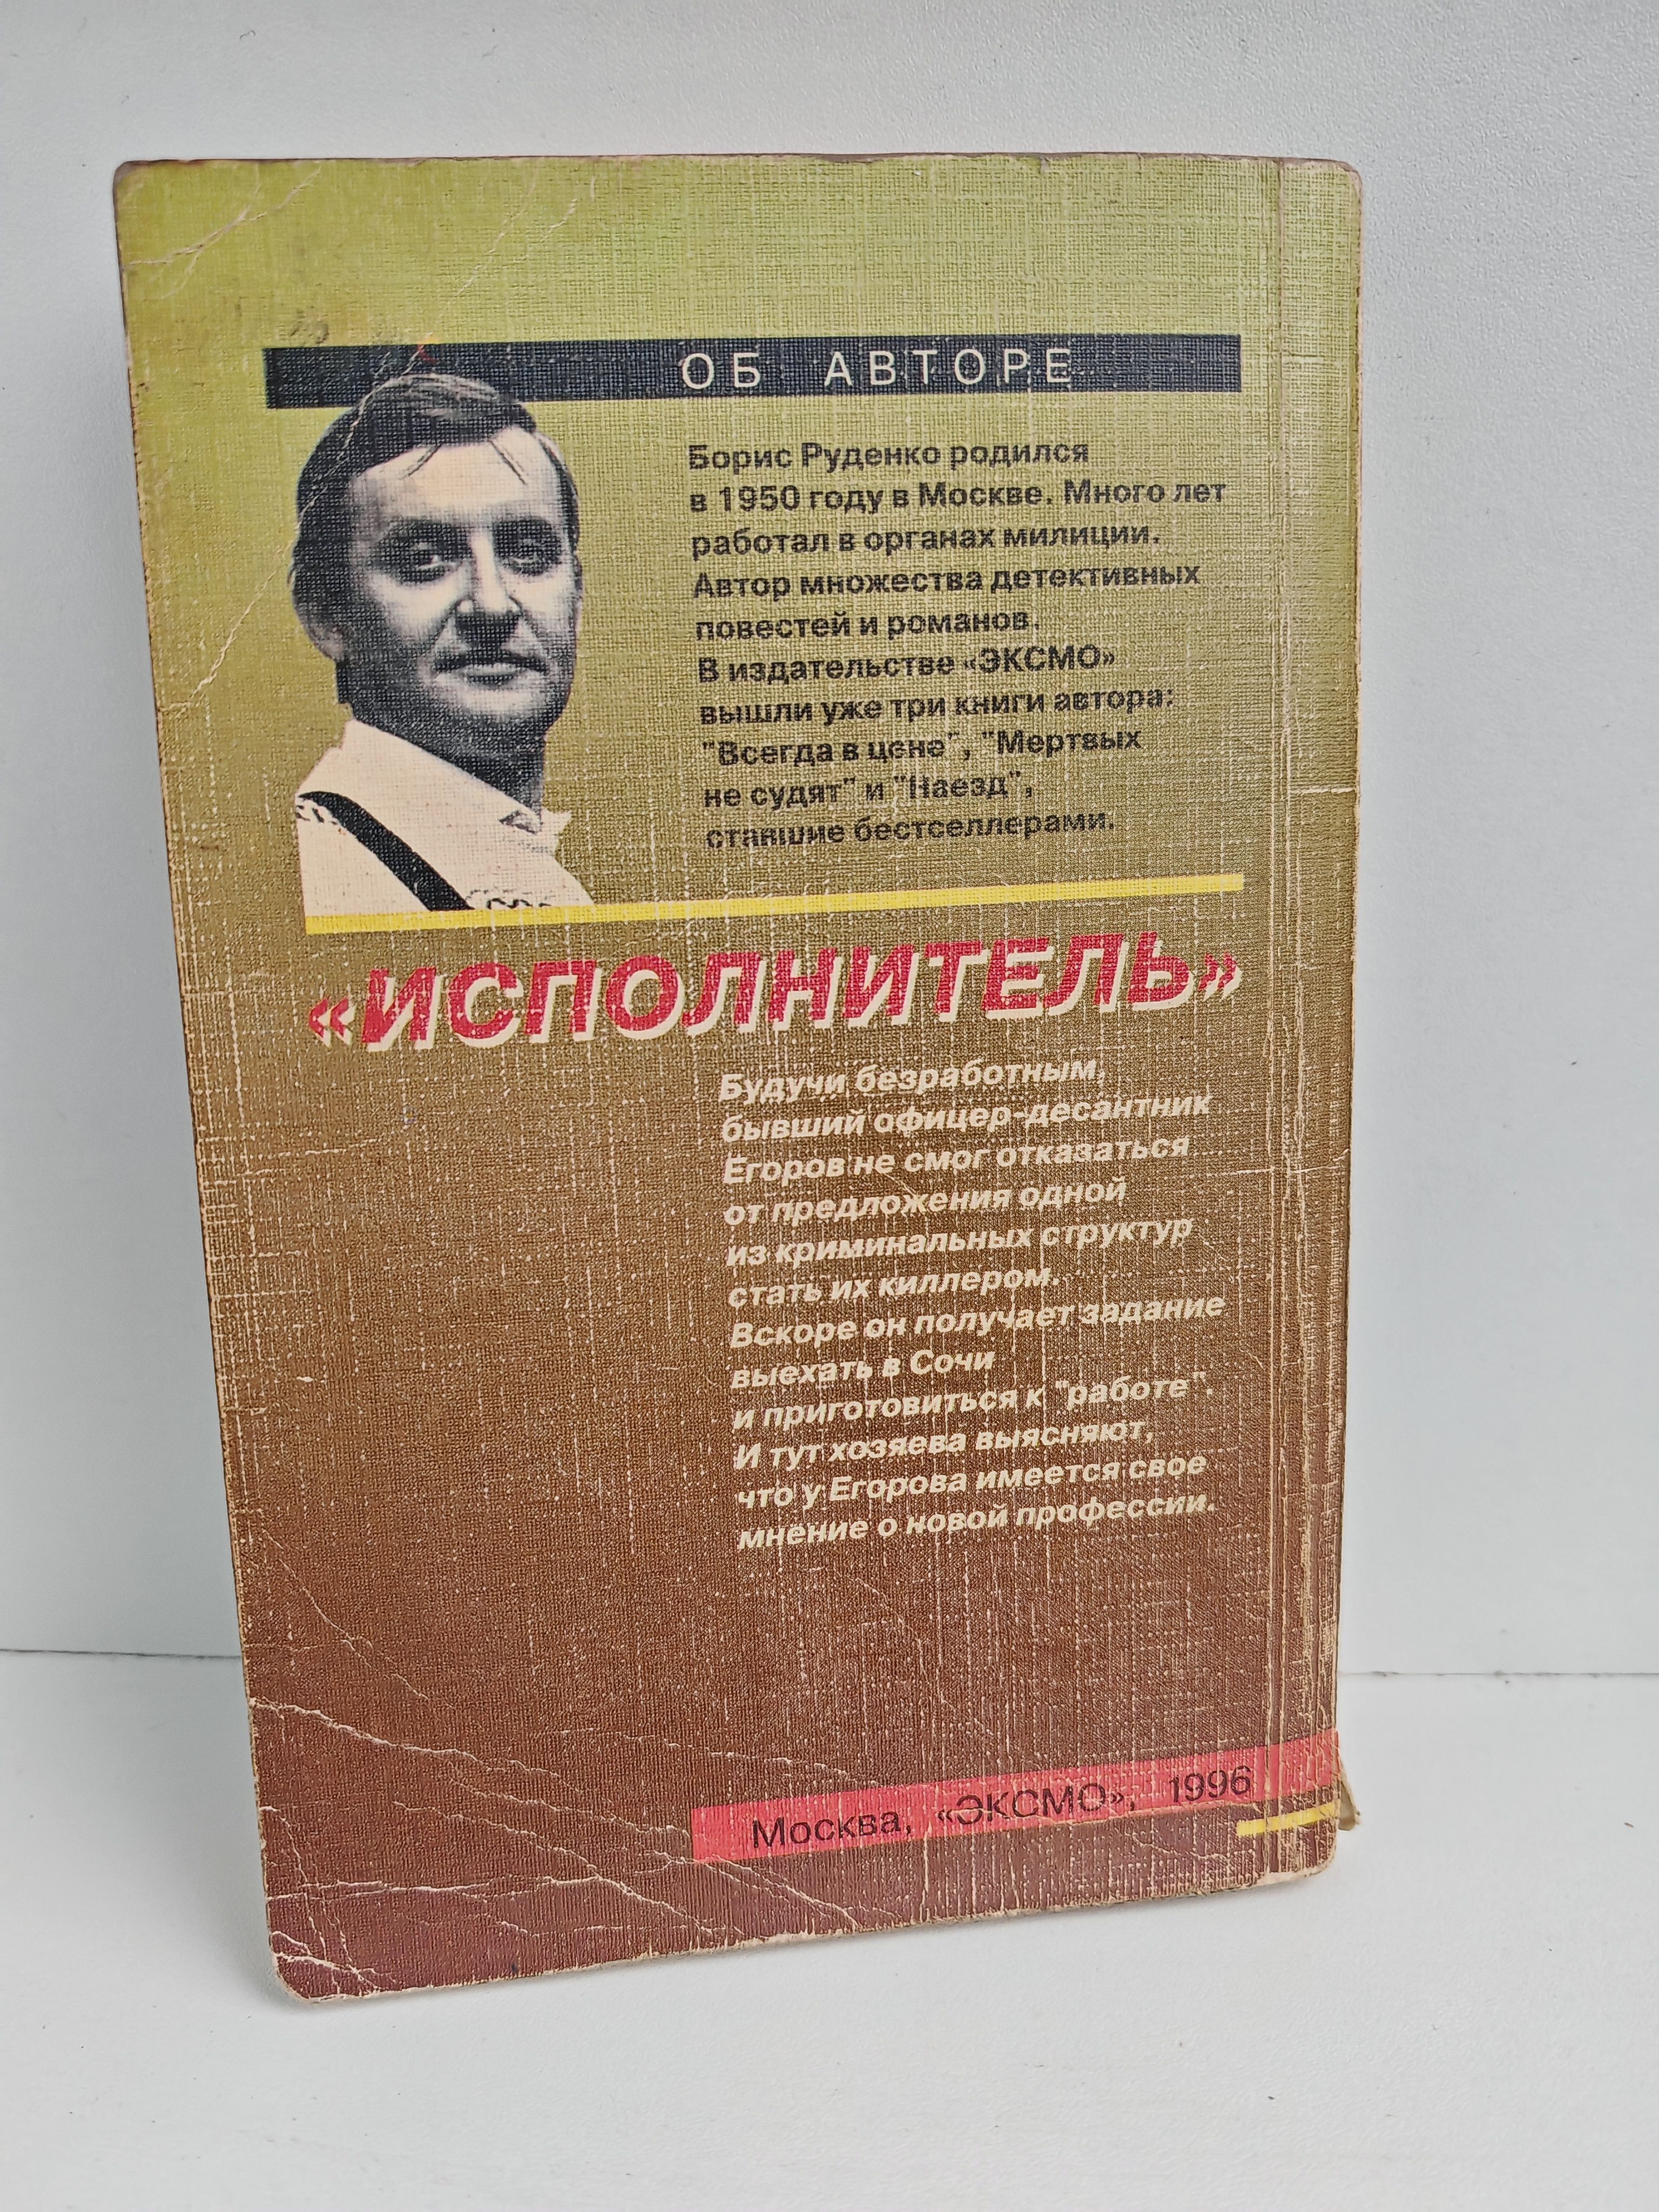 ОБ АВТОРЕ
Борис Руденко родился
в 1950 году в Москве. Много лет
работал в органах милиции.
Автор множества детективных
повестей и романов.
В издательстве «ЭКСМО»
вышли уже три книги автора:
"Всегда в цене", "Мертвых
не судят" и "Наезд",
ставшие бестселлерами.
«ИСПОЛНИТЕЛЬ»
Будучи безработным,
бывший офицер-десантник
Егоров не смог отказаться
от предложения одной
из криминальных структур
стать их киллером.
Вскоре он получает задание
выехать в Сочи
и приготовиться к "работе".
И тут хозяева выясняют,
что у Егорова имеется свое
мнение о новой профессии.
Москва, «ЭКСМО», 1996